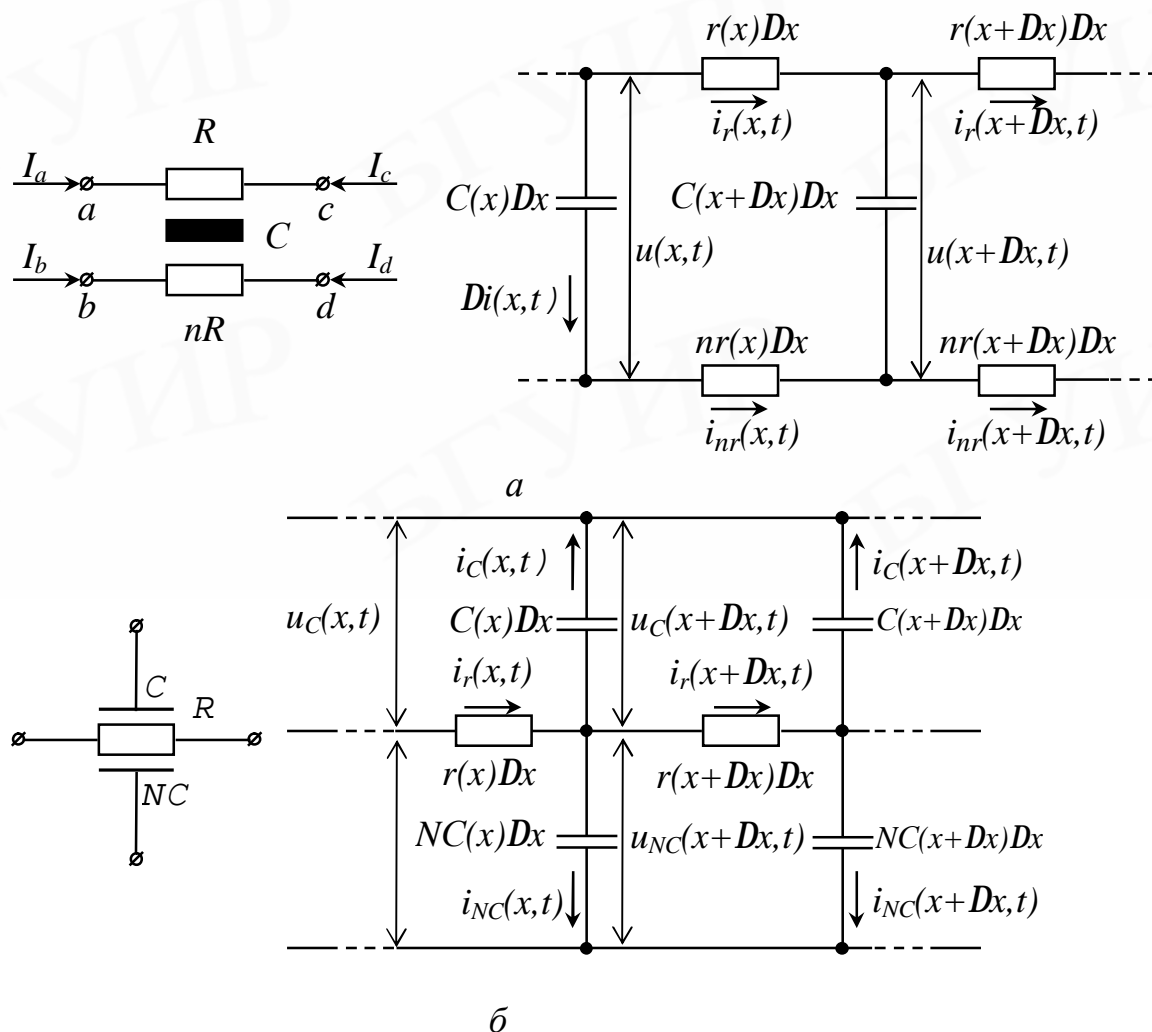 r(x)Dx
r(x+Dx)Dx
i_r(x,t)
i_r(x+Dx,t)
R
I_a
I_c
a
c
C
C(x)Dx
C(x+Dx)Dx
I_b
I_d
b
d
nR
u(x,t)
u(x+Dx,t)
Di(x,t)
nr(x)Dx
nr(x+Dx)Dx
i_nr(x,t)
i_nr(x+Dx,t)
а
i_C(x,t)
i_C(x+Dx,t)
u_C(x,t)
C(x)Dx
u_C(x+Dx,t)
C(x+Dx)Dx
i_r(x,t)
i_r(x+Dx,t)
C
R
NC
r(x)Dx
r(x+Dx)Dx
NC(x)Dx
u_NC(x+Dx,t)
NC(x+Dx)Dx
i_NC(x,t)
i_NC(x+Dx,t)
б
БГУИР